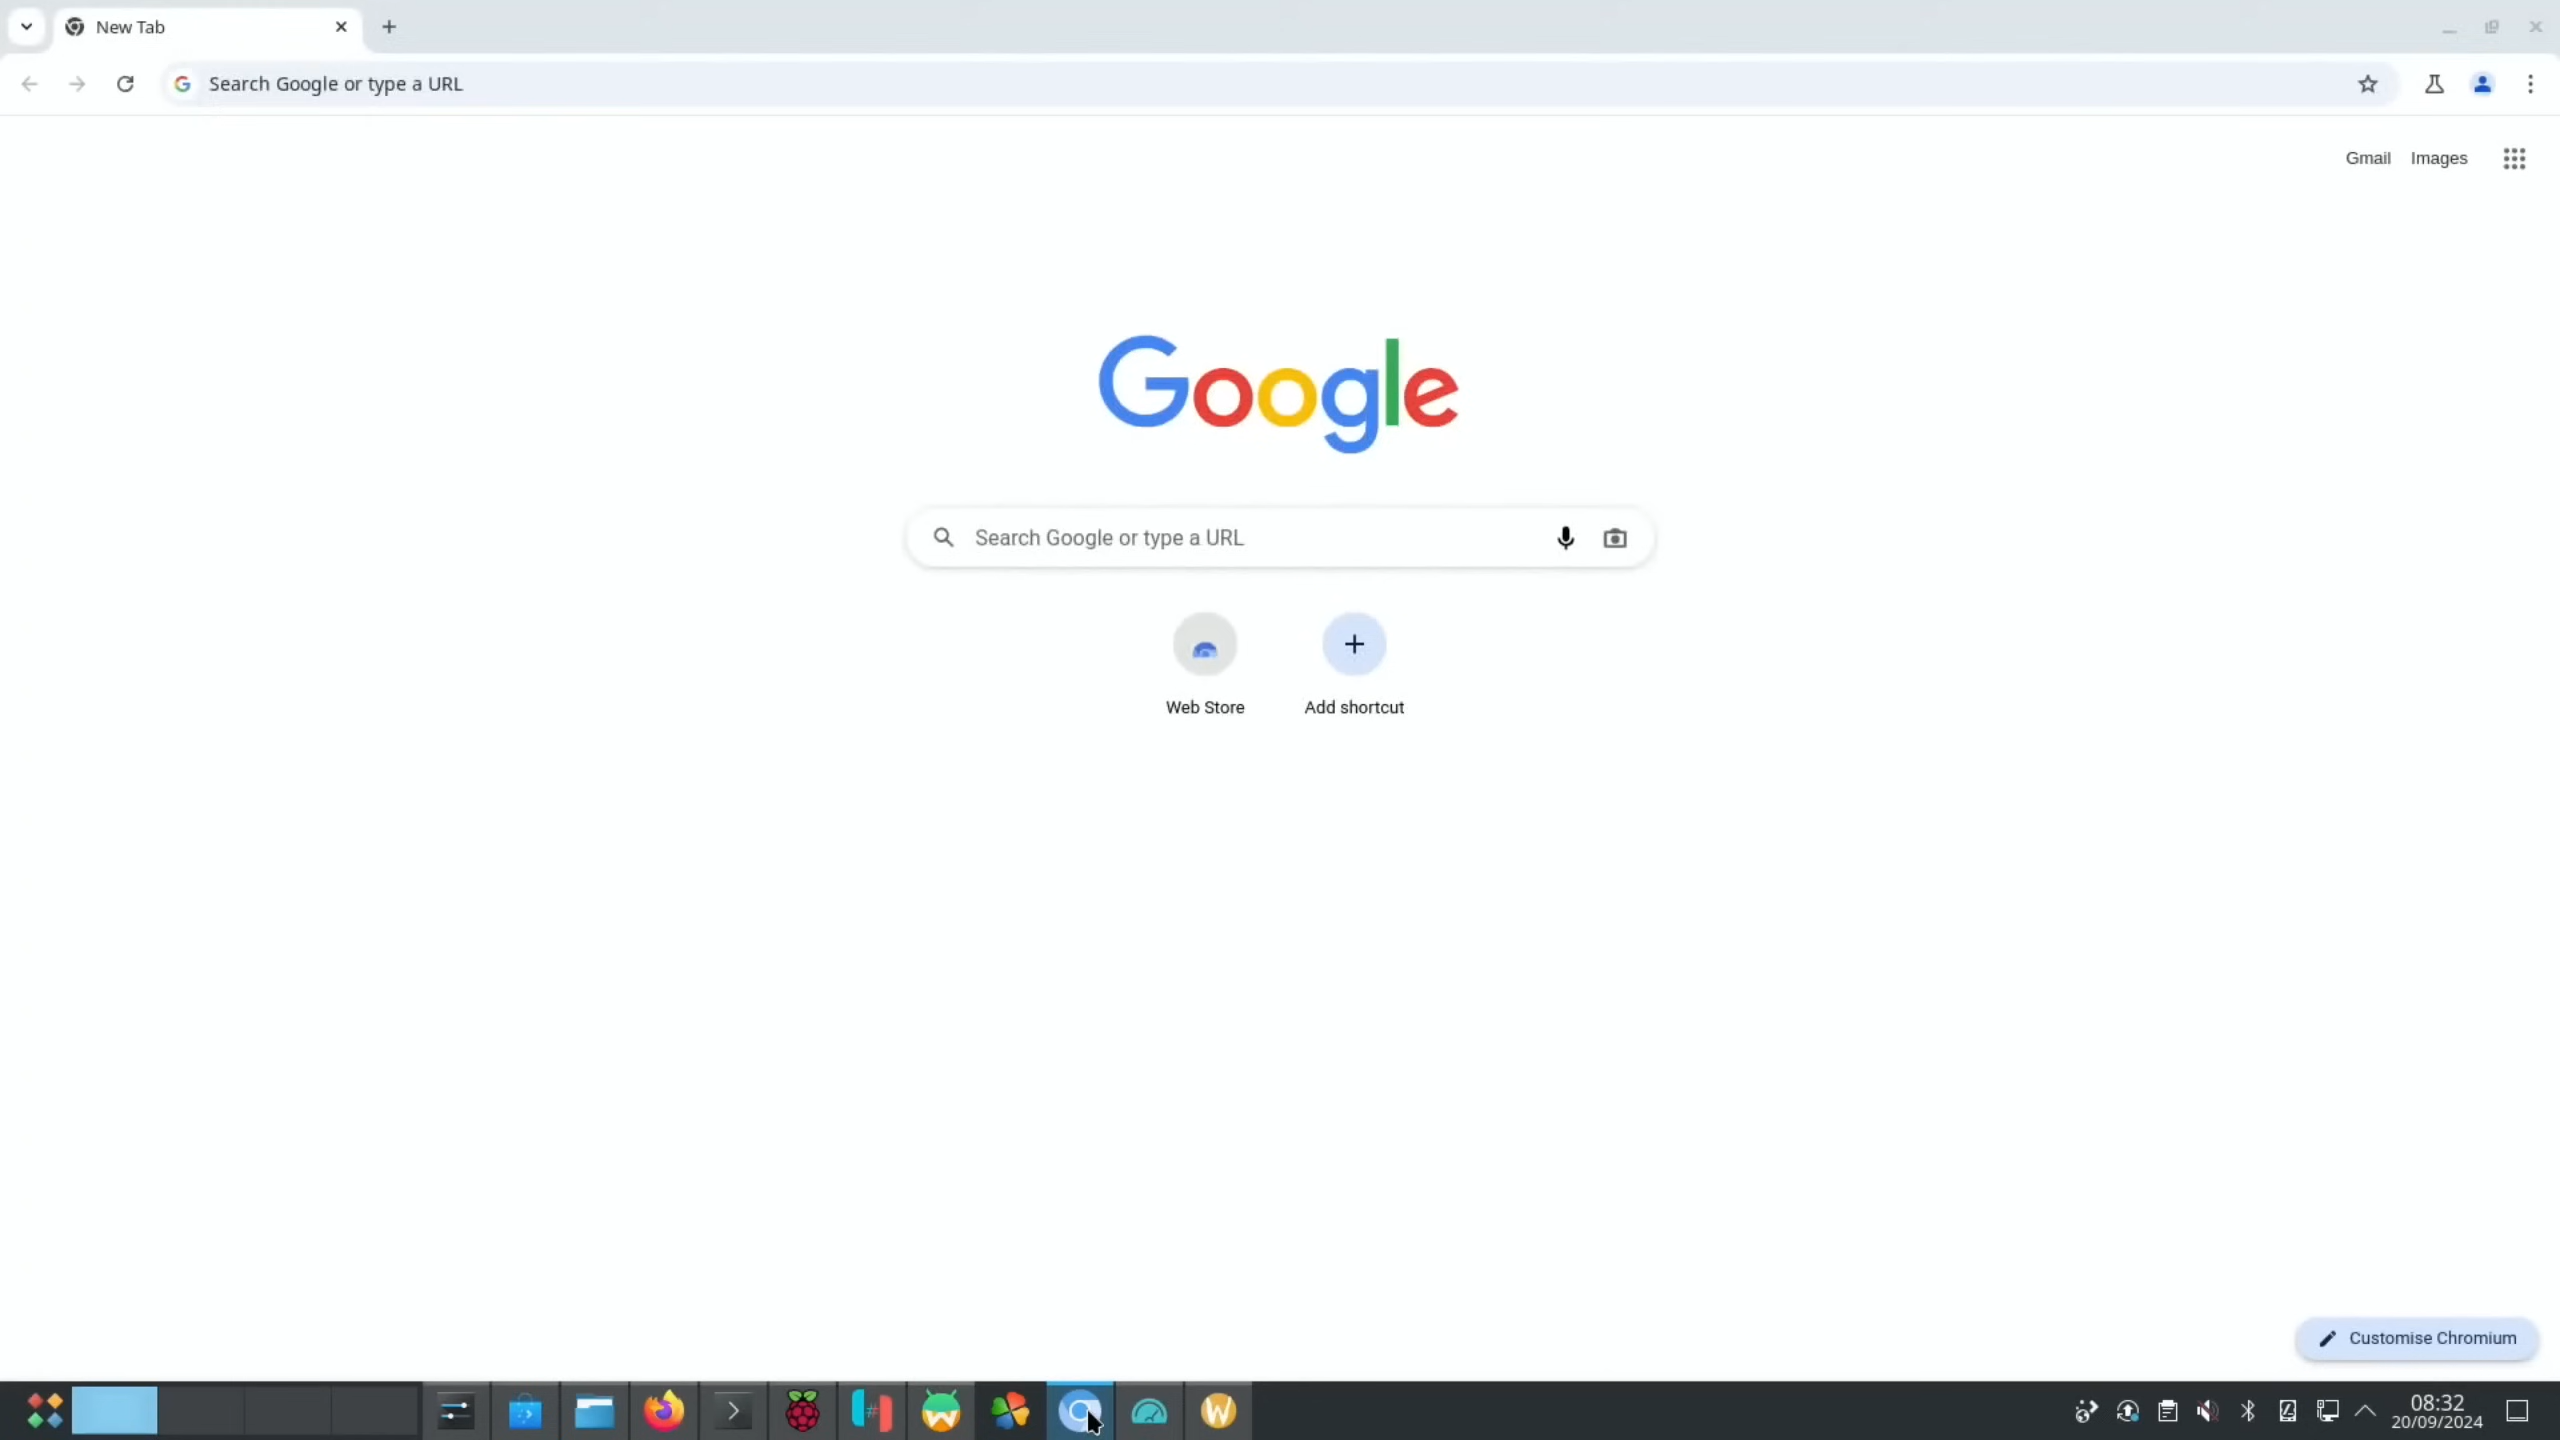 New Tab
Search Google or type a URL
Gmail Images
Google
Search Google or type a URL
Web Store
Add shortcut
Customise Chromium
08:32
20/09/2024